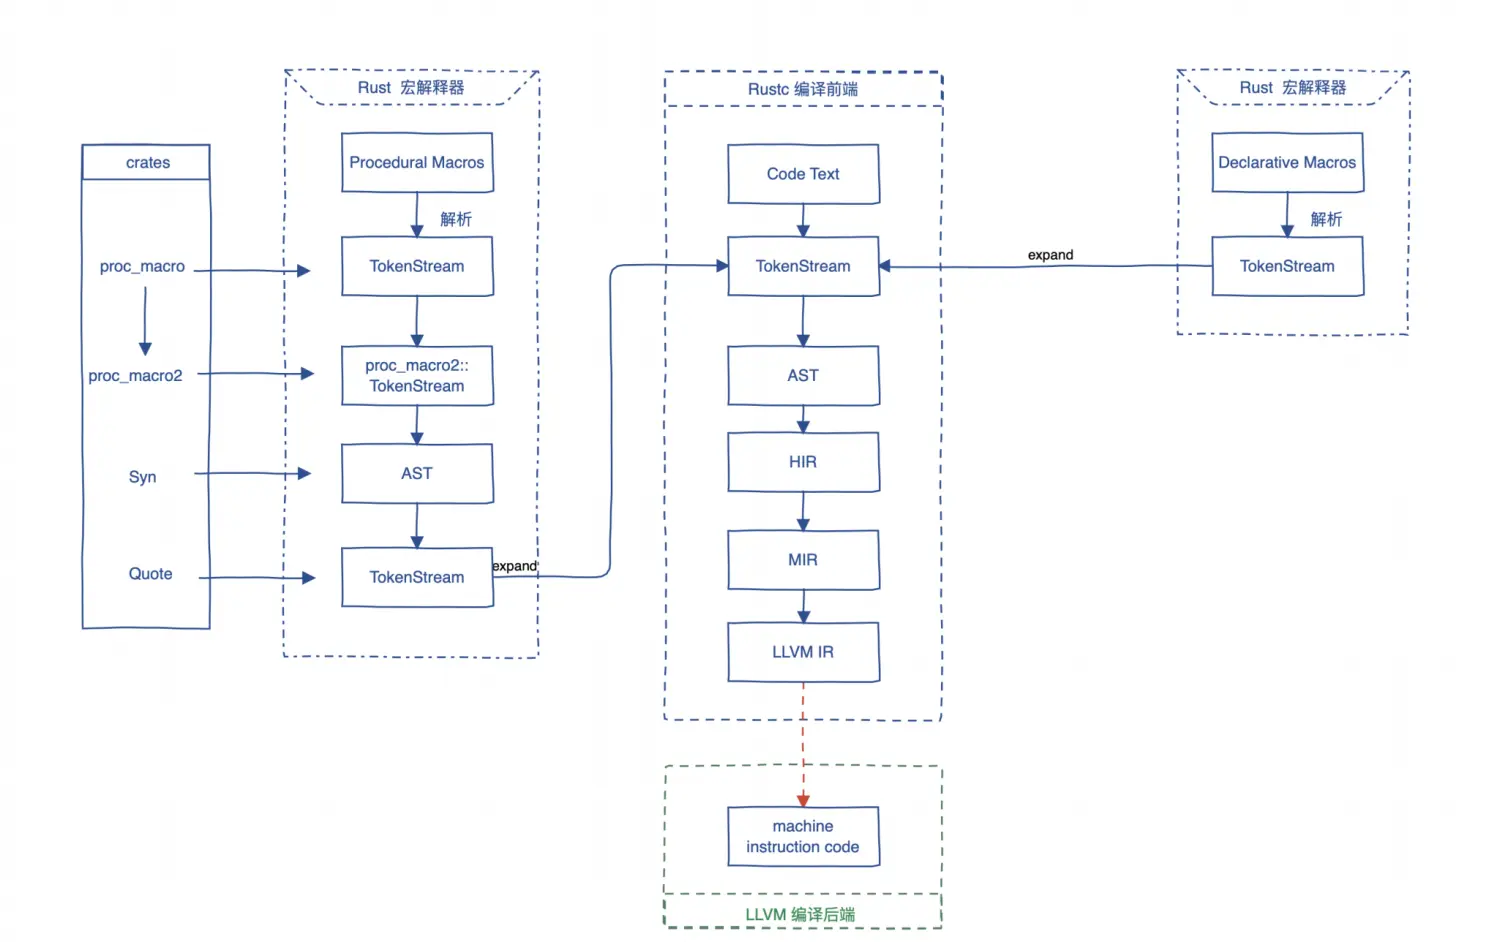 crates
proc_macro
proc_macro2
Syn
Quote
Rust 宏解释器
Procedural Macros
解析
TokenStream
proc_macro2::
TokenStream
AST
TokenStream
expand
Rustc 编译前端
Code Text
TokenStream
AST
HIR
MIR
LLVM IR
machine
instruction code
LLVM 编译后端
expand
Rust 宏解释器
Declarative Macros
解析
TokenStream